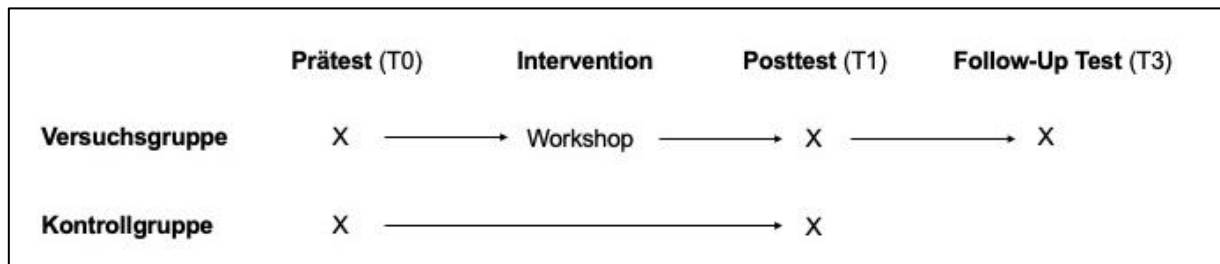 Prätest (T0) Intervention Posttest (T1) Follow-Up Test (T3)
Versuchsgruppe X Workshop X X
Kontrollgruppe X X